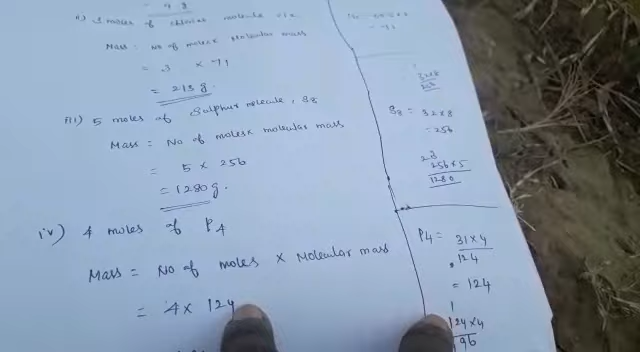 ii) 3 moles of chlorine molecule
Mass = No of moles x Molecular mass
= 3 x 71
= 213 g.
iii) 5 moles of Sulphur molecule, S8
Mass = No of moles x molecular mass
= 5 x 256
= 1280 g.
iv) 4 moles of P4
Mass = No of moles x Molecular mass
= 4 x 124
S8 = 32 x 8
= 256
23
256 x 5
1280
P4 = 31 x 4
124
= 124
1
124 x 4